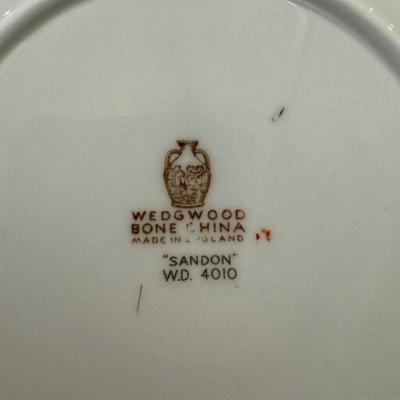 WEDGWOOD
BONE CHINA
MADE IN ENGLAND
"SANDON"
W.D. 4010